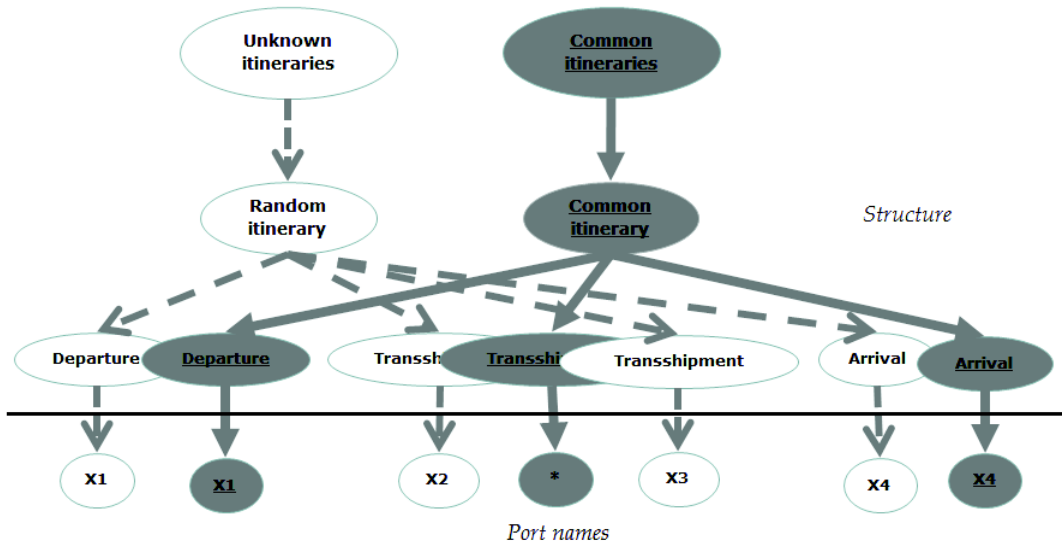 Unknown
itineraries
Common
itineraries
Random
itinerary
Common
itinerary
Structure
Departure
Departure
Transsh
Transship
Transshipment
Arrival
Arrival
X1
X1
X2
*
X3
X4
X4
Port names